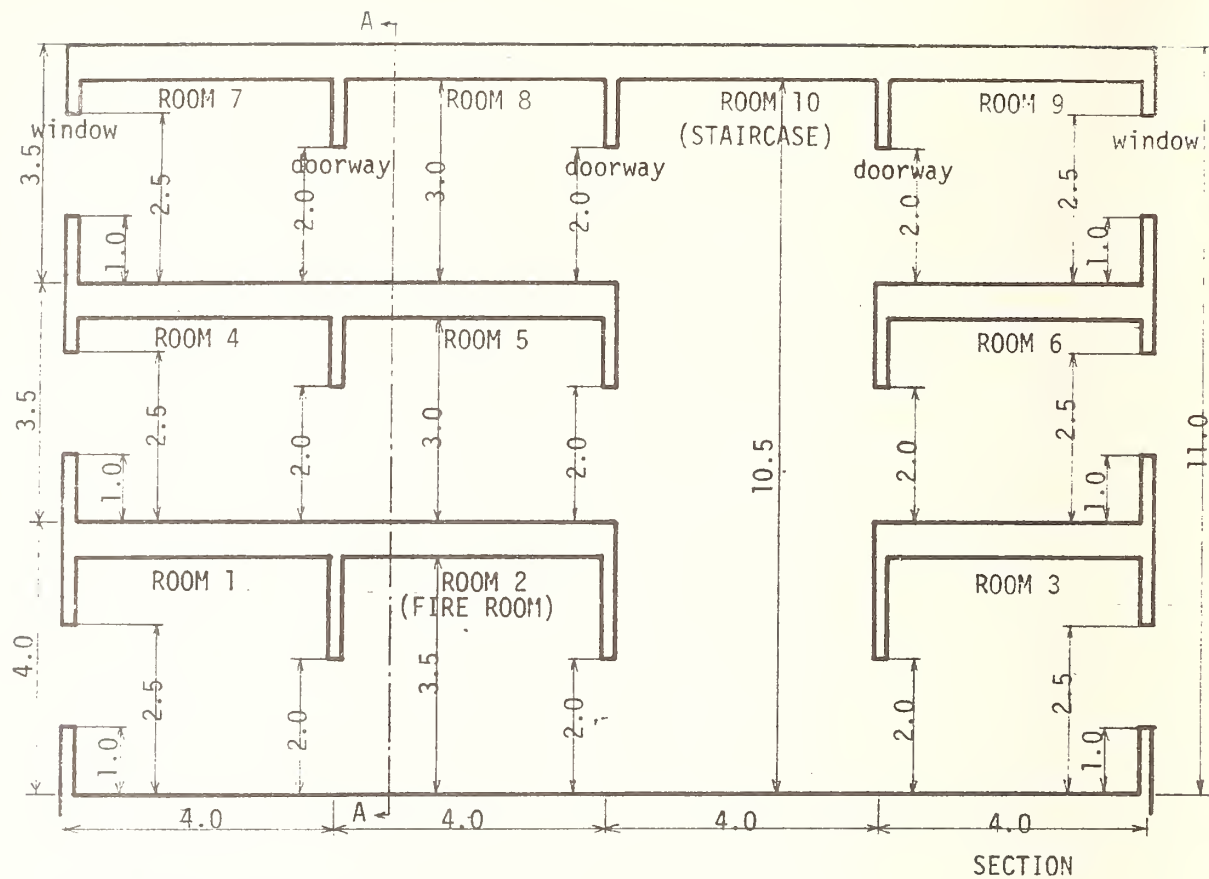 A
ROOM 7 ROOM 8 ROOM 10 ROOM 9
(STAIRCASE)
window doorway doorway doorway window
3.5 2.5 2.0 3.0 2.0 2.0 2.5
1.0 1.0
ROOM 4 ROOM 5 ROOM 6
3.5 2.5 2.0 3.0 2.0 10.5 2.0 2.5 11.0
1.0 1.0
ROOM 1 ROOM 2 ROOM 3
(FIRE ROOM)
4.0 2.5 2.0 3.5 2.0 2.0 2.5
1.0 1.0
A
4.0 4.0 4.0 4.0
SECTION